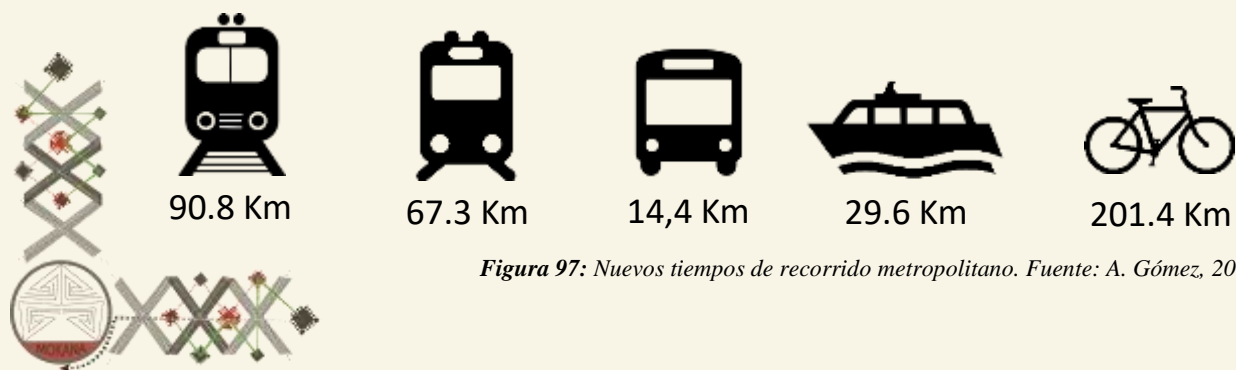 90.8 Km
67.3 Km
14,4 Km
29.6 Km
201.4 Km
Figura 97: Nuevos tiempos de recorrido metropolitano. Fuente: A. Gómez, 20
MOKANÁ